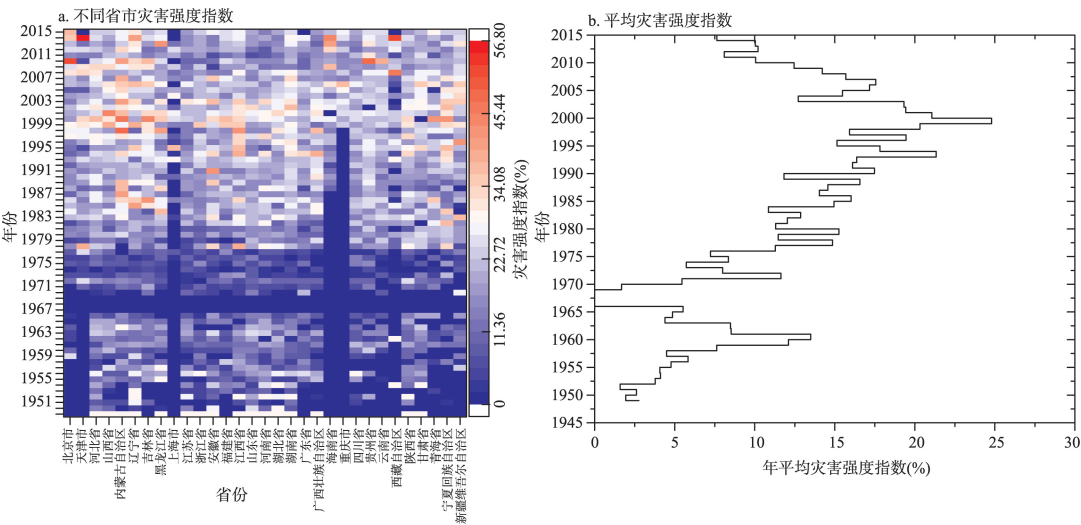 a. 不同省市灾害强度指数
2015
2011
2007
2003
1999
1995
1991
1987
1983
1979
1975
1971
1967
1963
1959
1955
1951
年份
北京市
天津市
河北省
山西省
内蒙古自治区
辽宁省
吉林省
黑龙江省
上海市
江苏省
浙江省
安徽省
福建省
江西省
山东省
河南省
湖北省
湖南省
广东省
广西壮族自治区
海南省
重庆市
四川省
贵州省
云南省
西藏自治区
陕西省
甘肃省
青海省
宁夏回族自治区
新疆维吾尔自治区
省份
56.80
45.44
34.08
22.72
11.36
0
灾害强度指数(%)
b. 平均灾害强度指数
2015
2010
2005
2000
1995
1990
1985
1980
1975
1970
1965
1960
1955
1950
1945
年份
0 5 10 15 20 25 30
年平均灾害强度指数(%)